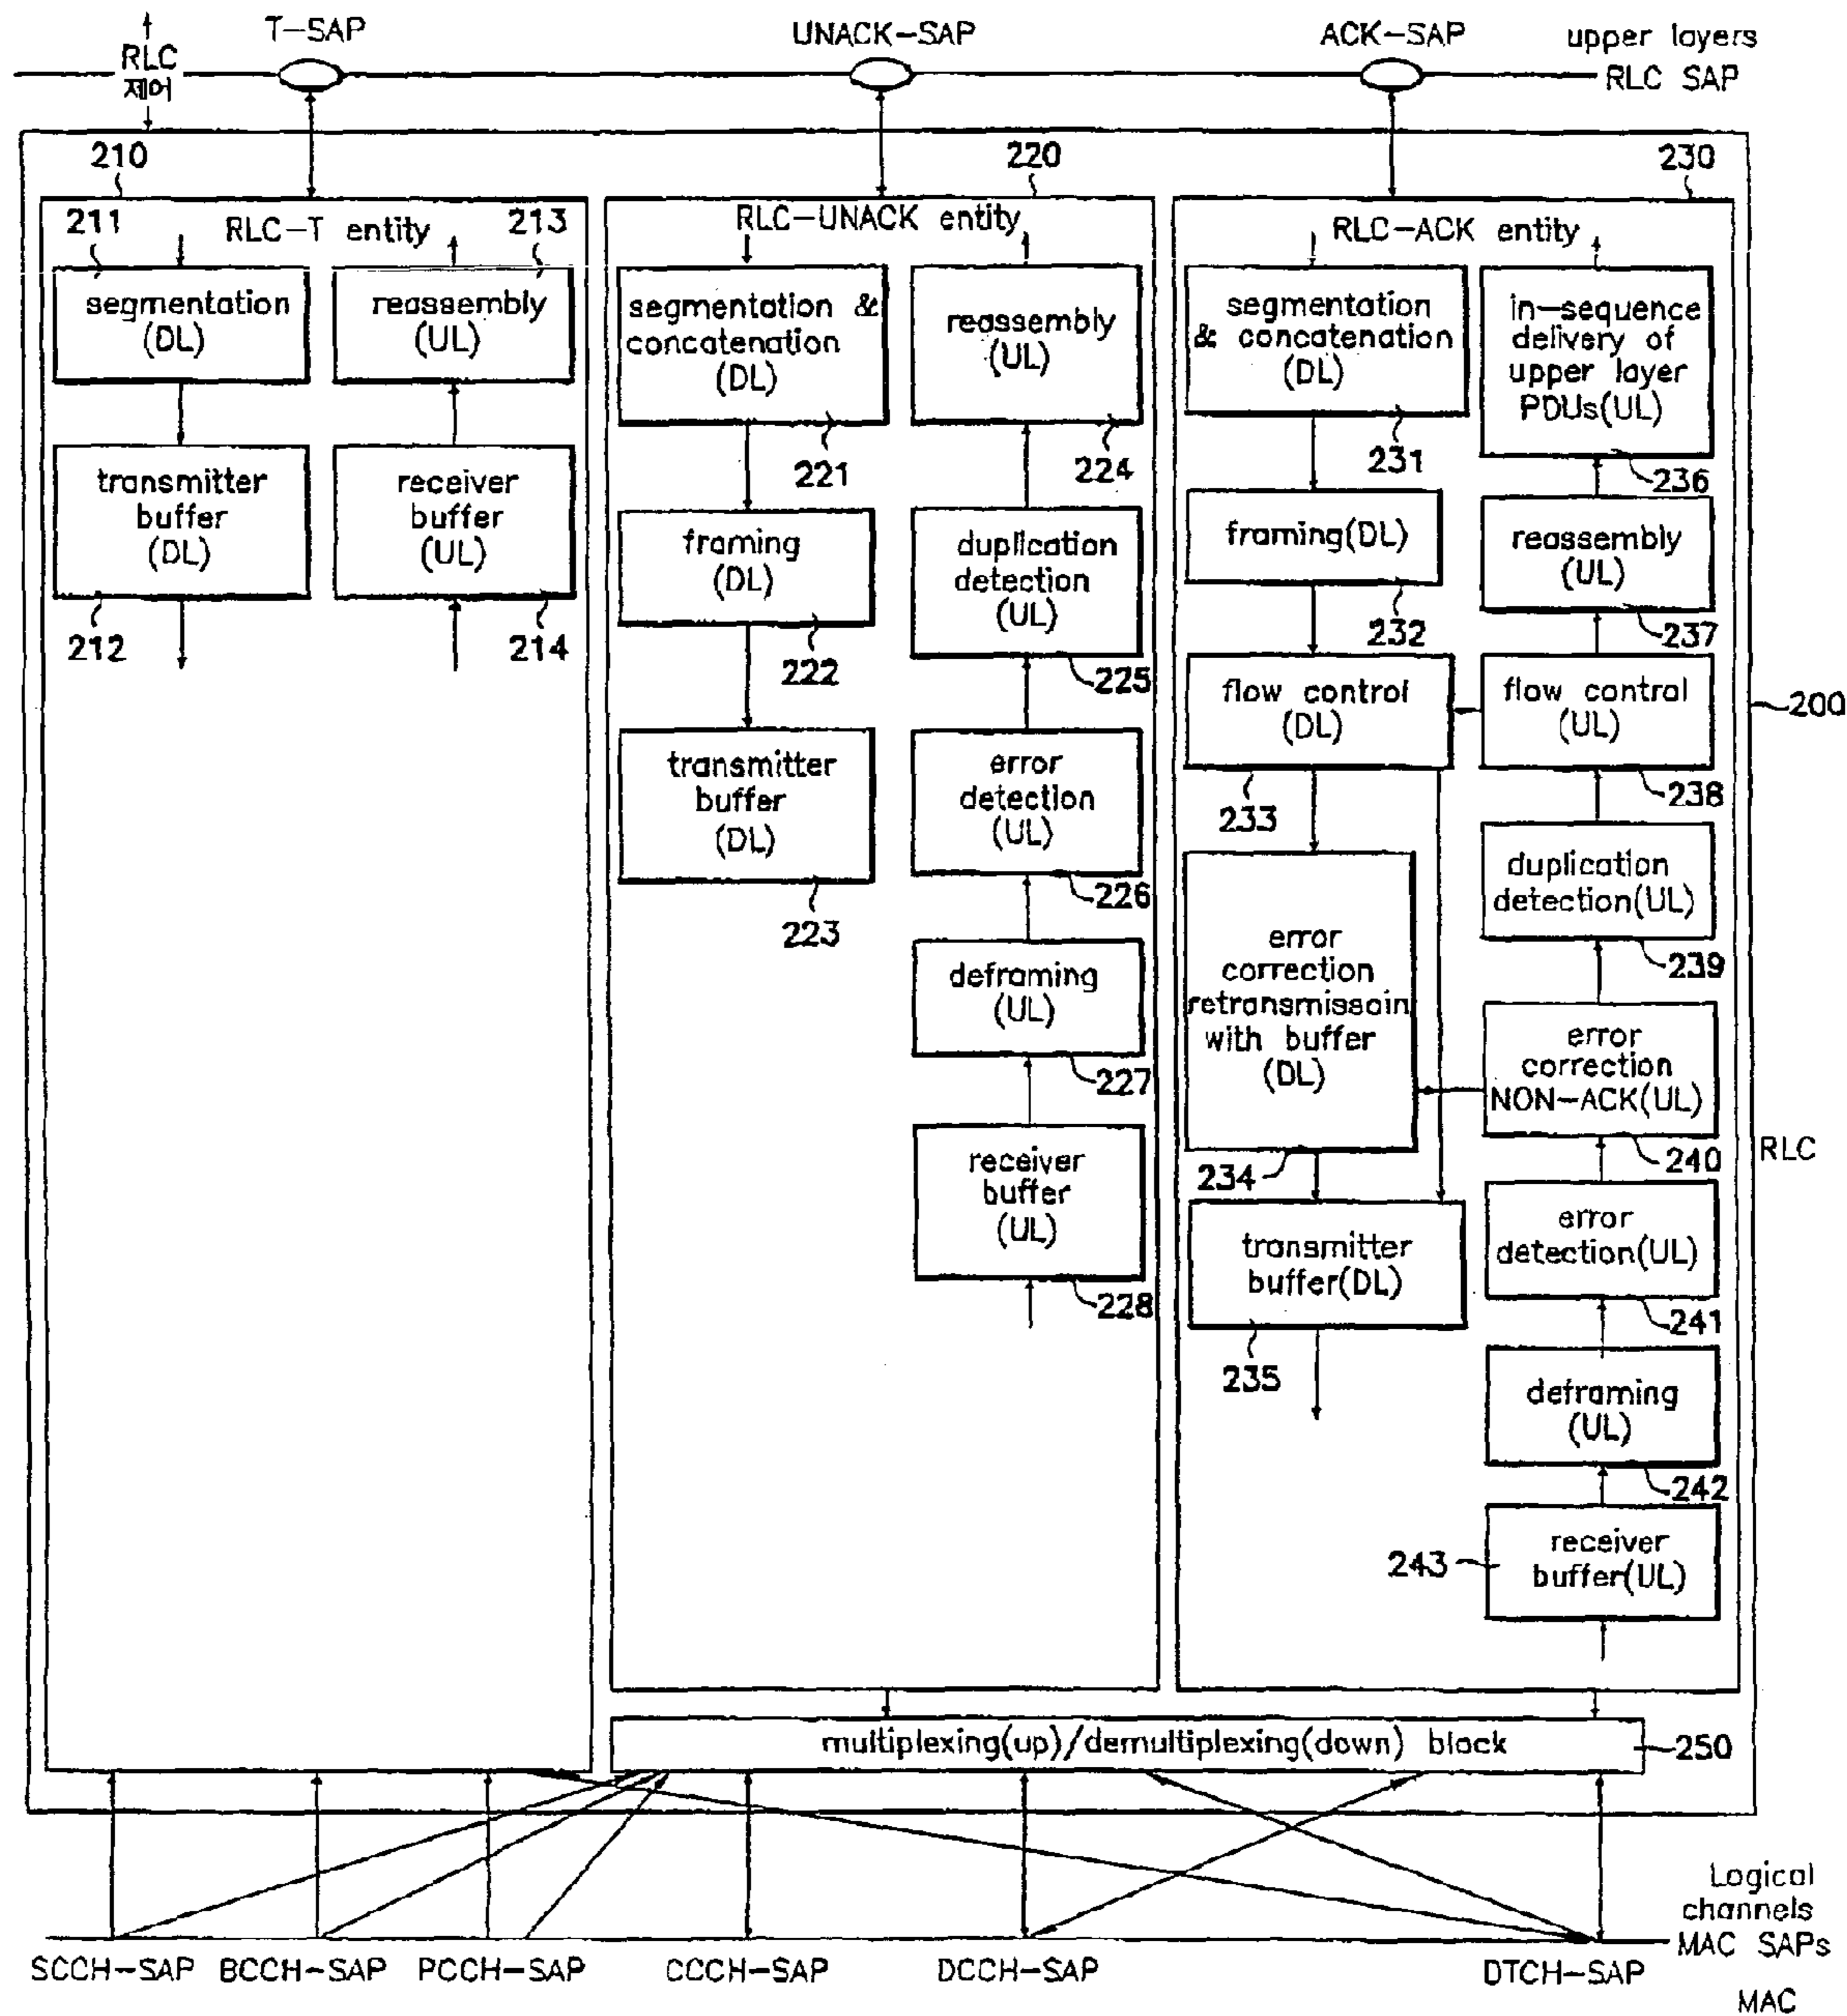 T-SAP
UNACK-SAP
ACK-SAP
upper layers
RLC
제어
RLC SAP
210
220
230
211
RLC-T entity
213
RLC-UNACK entity
RLC-ACK entity
segmentation
(DL)
reassembly
(UL)
segmentation &
concatenation
(DL)
reassembly
(UL)
segmentation
& concatenation
(DL)
in-sequence
delivery of
upper layer
PDUs(UL)
221
224
231
236
transmitter
buffer
(DL)
receiver
buffer
(UL)
framing
(DL)
duplication
detection
(UL)
framing(DL)
reassembly
(UL)
212
214
222
225
232
237
flow control
(DL)
flow control
(UL)
200
transmitter
buffer
(DL)
error
detection
(UL)
233
238
223
226
duplication
detection(UL)
239
error
correction
retransmissain
with buffer
(DL)
deframing
(UL)
227
error
correction
NON-ACK(UL)
234
240
RLC
receiver
buffer
(UL)
228
transmitter
buffer(DL)
235
error
detection(UL)
241
deframing
(UL)
242
243
receiver
buffer(UL)
multiplexing(up)/demultiplexing(down) block
250
Logical
channels
MAC SAPs
SCCH-SAP
BCCH-SAP
PCCH-SAP
CCCH-SAP
DCCH-SAP
DTCH-SAP
MAC